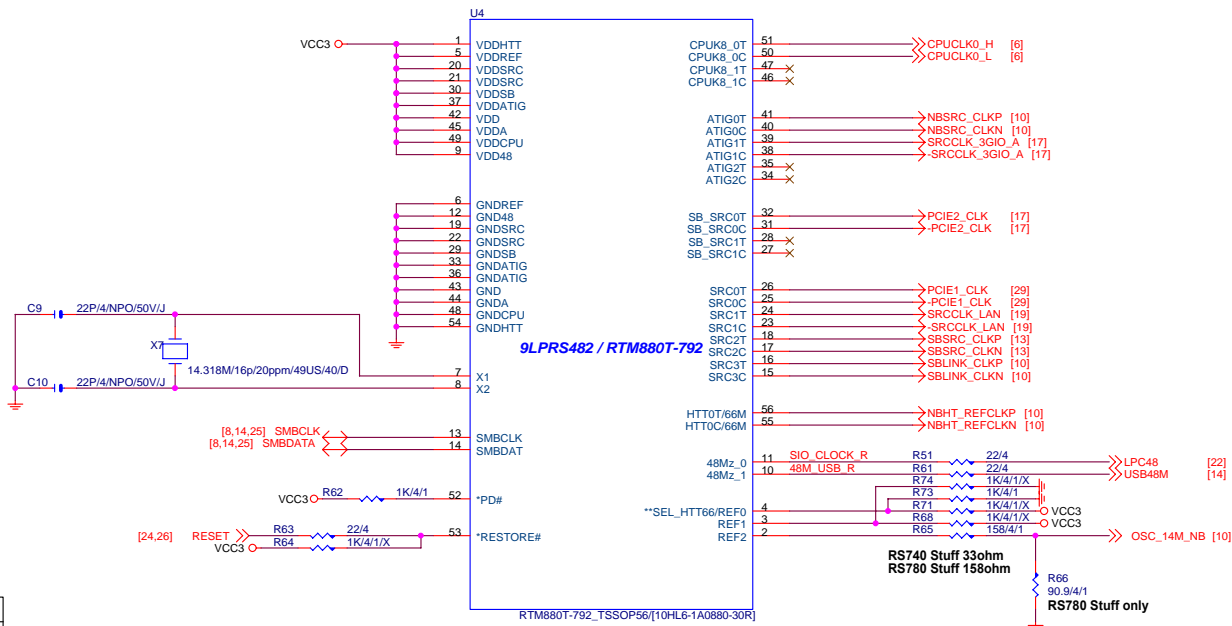 U4
VCC3
1 VDDHTT
5 VDDREF
20 VDDSRC
21 VDDSRC
30 VDDSB
37 VDDATIG
42 VDD
45 VDDA
49 VDDCPU
9 VDD48
6 GNDREF
12 GND48
19 GNDSRC
22 GNDSRC
29 GNDSB
33 GNDATIG
36 GNDATIG
43 GND
44 GNDA
48 GNDCPU
54 GNDHTT
C9 22P/4/NPO/50V/J
X7
14.318M/16p/20ppm/49US/40/D
C10 22P/4/NPO/50V/J
7 X1
8 X2
[8,14,25] SMBCLK 13 SMBCLK
[8,14,25] SMBDATA 14 SMBDAT
VCC3 R62 1K/4/1 52 *PD#
[24,26] RESET R63 22/4 53 *RESTORE#
VCC3 R64 1K/4/1/X
9LPRS482 / RTM880T-792
CPUK8_0T 51 CPUCLK0_H [6]
CPUK8_0C 50 CPUCLK0_L [6]
CPUK8_1T 47
CPUK8_1C 46
ATIG0T 41 NBSRC_CLKP [10]
ATIG0C 40 NBSRC_CLKN [10]
ATIG1T 39 SRCCLK_3GIO_A [17]
ATIG1C 38 -SRCCLK_3GIO_A [17]
ATIG2T 35
ATIG2C 34
SB_SRC0T 32 PCIE2_CLK [17]
SB_SRC0C 31 -PCIE2_CLK [17]
SB_SRC1T 28
SB_SRC1C 27
SRC0T 26 PCIE1_CLK [29]
SRC0C 25 -PCIE1_CLK [29]
SRC1T 24 SRCCLK_LAN [19]
SRC1C 23 -SRCCLK_LAN [19]
SRC2T 18 SBSRC_CLKP [13]
SRC2C 17 SBSRC_CLKN [13]
SRC3T 16 SBLINK_CLKP [10]
SRC3C 15 SBLINK_CLKN [10]
HTT0T/66M 56 NBHT_REFCLKP [10]
HTT0C/66M 55 NBHT_REFCLKN [10]
48Mz_0 11 SIO_CLOCK_R R51 22/4 LPC48 [22]
48Mz_1 10 48M_USB_R R61 22/4 USB48M [14]
R74 1K/4/1/X
R73 1K/4/1
**SEL_HTT66/REF0 4 R71 1K/4/1/X VCC3
REF1 3 R68 1K/4/1/X VCC3
REF2 2 R65 158/4/1 OSC_14M_NB [10]
RS740 Stuff 33ohm
RS780 Stuff 158ohm
R66
90.9/4/1
RS780 Stuff only
RTM880T-792_TSSOP56/[10HL6-1A0880-30R]